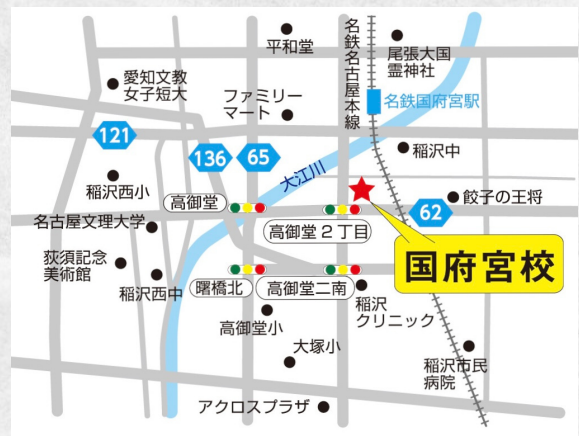 平和堂
名鉄名古屋本線
尾張大国
霊神社
愛知文教
女子短大
ファミリー
マート
名鉄国府宮駅
121
136
65
大江川
稲沢中
稲沢西小
高御堂
餃子の王将
62
名古屋文理大学
高御堂2丁目
国府宮校
荻須記念
美術館
稲沢西中
曙橋北
高御堂二南
稲沢
クリニック
高御堂小
大塚小
稲沢市民
病院
アクロスプラザ